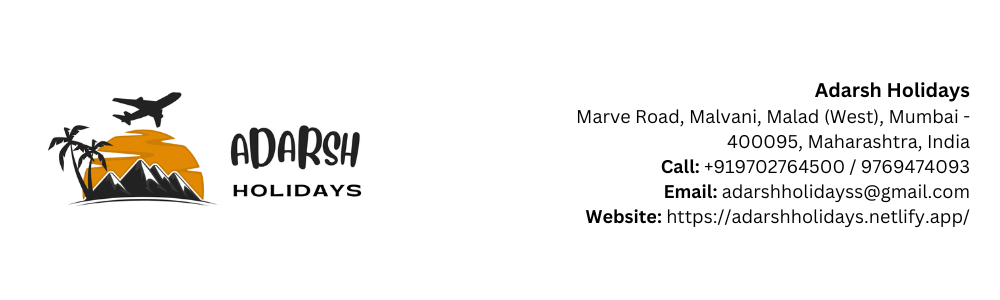 ADARSH
HOLIDAYS
Adarsh Holidays
Marve Road, Malvani, Malad (West), Mumbai -
400095, Maharashtra, India
Call: +919702764500 / 9769474093
Email: adarshholidayss@gmail.com
Website: https://adarshholidays.netlify.app/